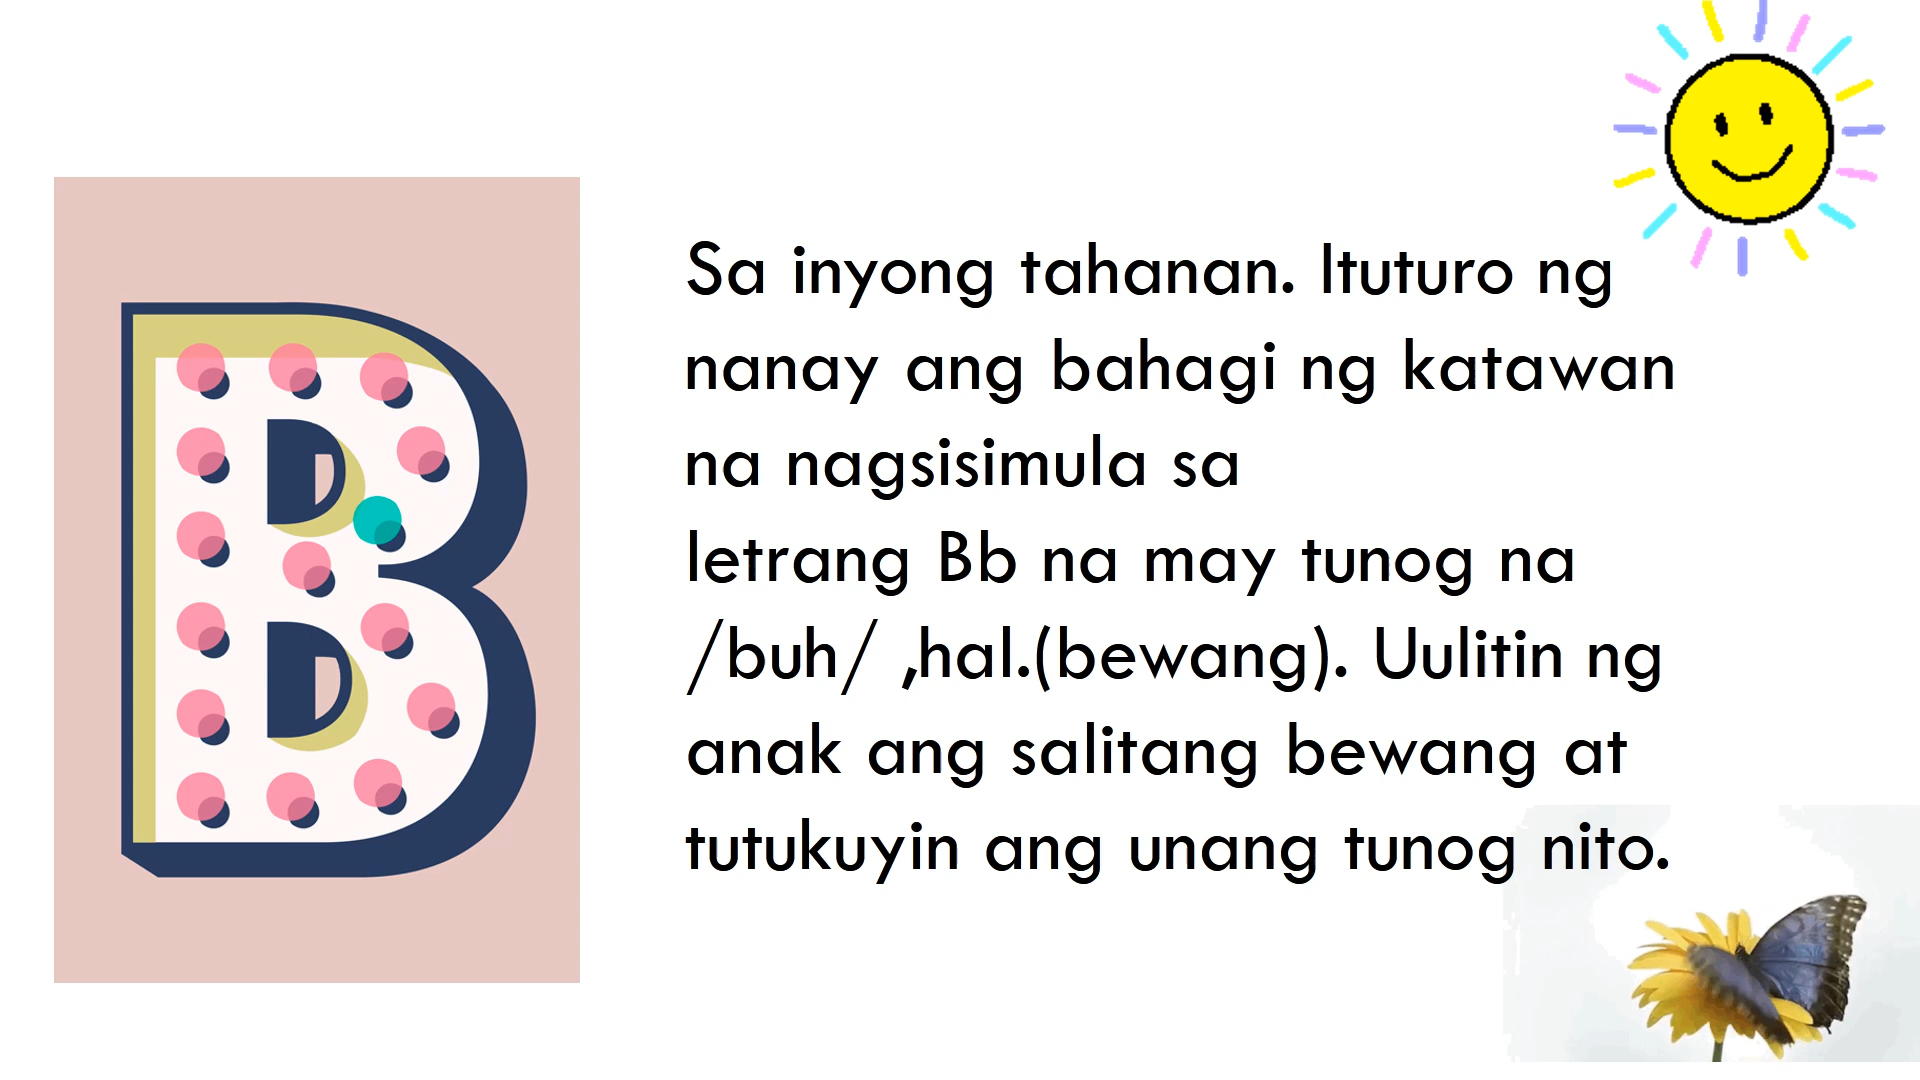 B
Sa inyong tahanan. Ituturo ng
nanay ang bahagi ng katawan
na nagsisimula sa
letrang Bb na may tunog na
/buh/ ,hal.(bewang). Uulitin ng
anak ang salitang bewang at
tutukuyin ang unang tunog nito.